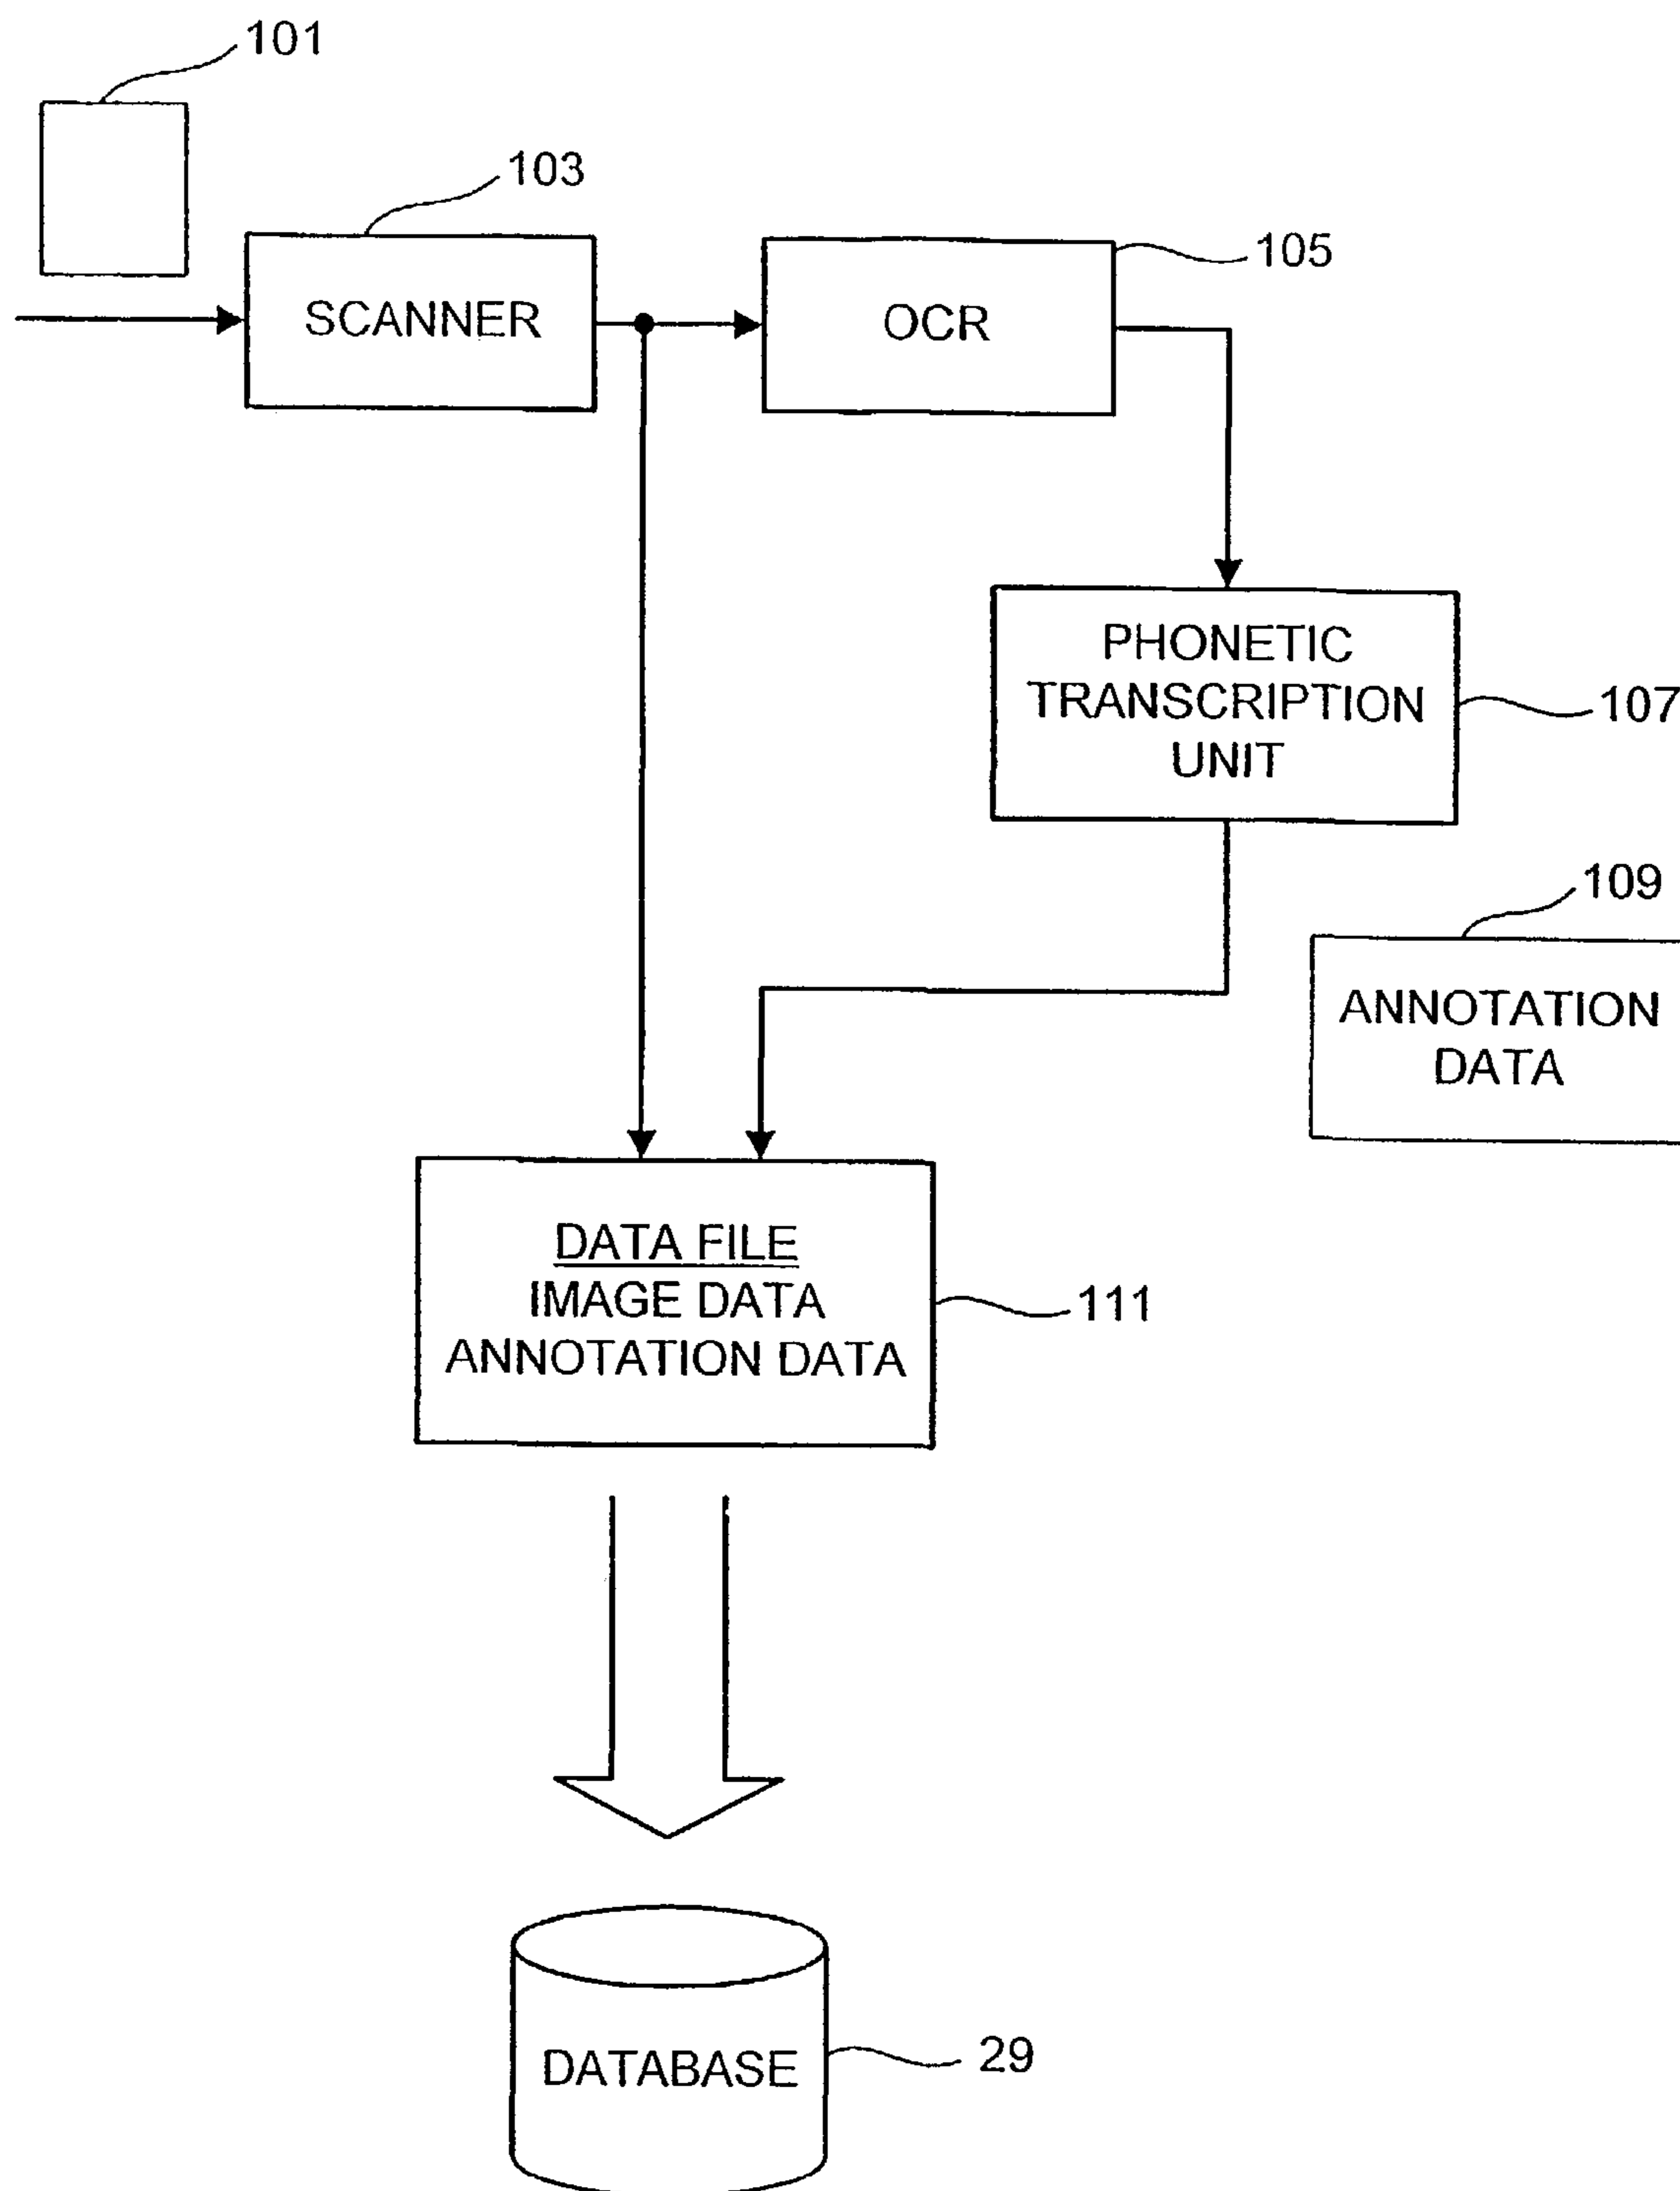 101
103
SCANNER
105
OCR
PHONETIC
TRANSCRIPTION
UNIT
107
109
ANNOTATION
DATA
DATA FILE
IMAGE DATA
ANNOTATION DATA
111
DATABASE
29